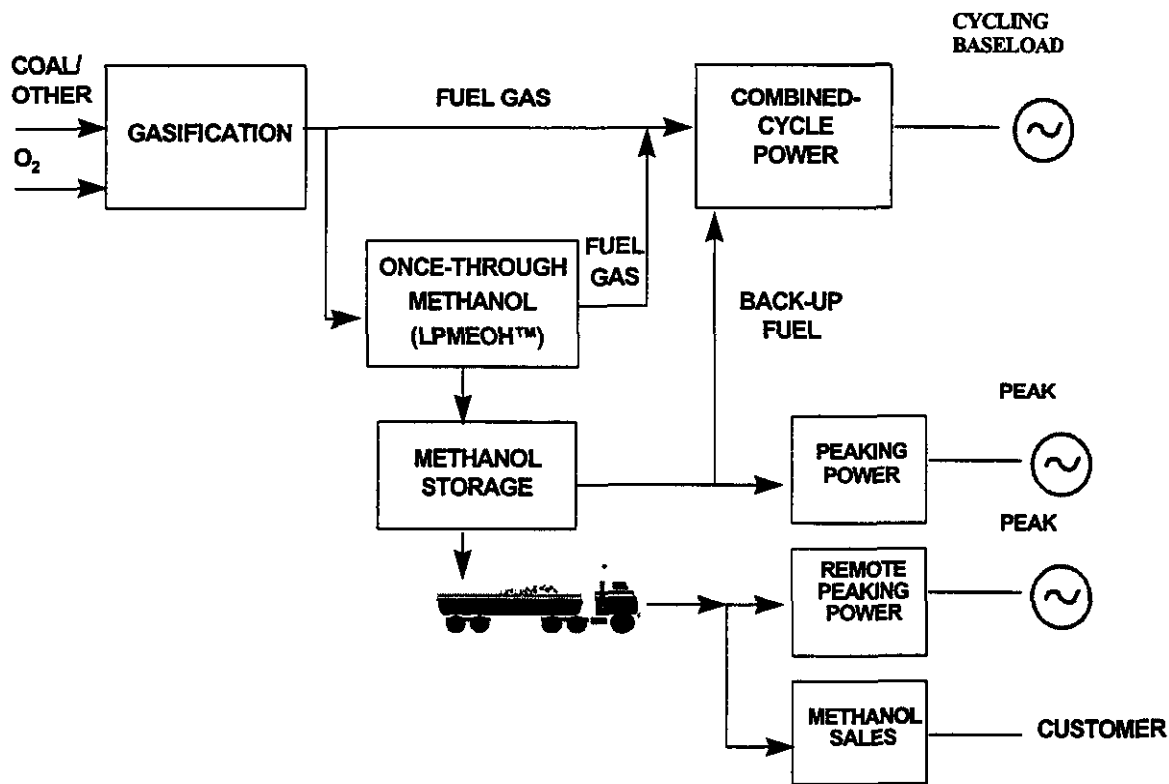 CYCLING
BASELOAD
COAL/
OTHER
O₂
GASIFICATION
FUEL GAS
COMBINED-
CYCLE
POWER
ONCE-THROUGH
METHANOL
(LPMEOH™)
FUEL
GAS
BACK-UP
FUEL
METHANOL
STORAGE
PEAKING
POWER
PEAK
REMOTE
PEAKING
POWER
PEAK
METHANOL
SALES
CUSTOMER